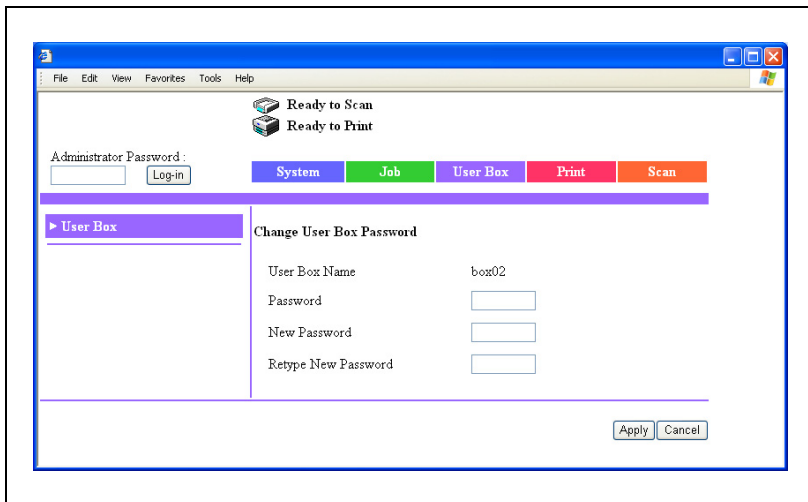 File Edit View Favorites Tools Help
Ready to Scan
Ready to Print
Administrator Password :
Log-in
System Job User Box Print Scan
User Box
Change User Box Password
User Box Name box02
Password
New Password
Retype New Password
Apply Cancel